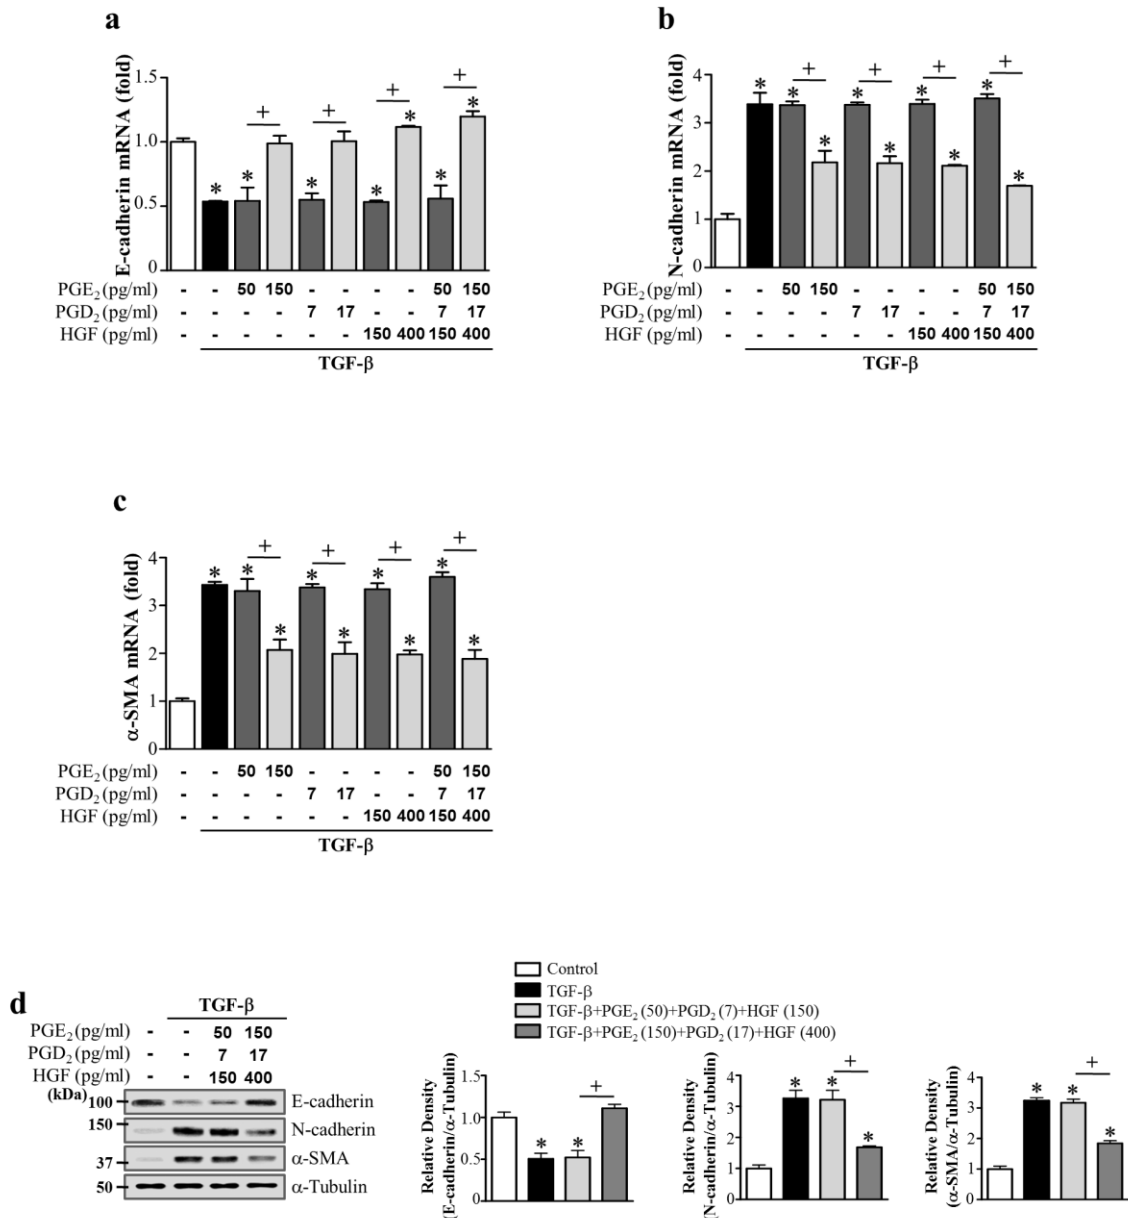 a
E-cadherin mRNA (fold)
1.5
1.0
0.5
0
* * * * * * *
+ + + +
PGE2 (pg/ml) - - 50 150 - - - - 50 150
PGD2 (pg/ml) - - - - 7 17 - - 7 17
HGF (pg/ml) - - - - - - 150 400 150 400
TGF-β
b
N-cadherin mRNA (fold)
4
3
2
1
0
* * * * * * * * *
+ + + +
PGE2 (pg/ml) - - 50 150 - - - - 50 150
PGD2 (pg/ml) - - - - 7 17 - - 7 17
HGF (pg/ml) - - - - - - 150 400 150 400
TGF-β
c
α-SMA mRNA (fold)
4
3
2
1
0
* * * * * * * * *
+ + + +
PGE2 (pg/ml) - - 50 150 - - - - 50 150
PGD2 (pg/ml) - - - - 7 17 - - 7 17
HGF (pg/ml) - - - - - - 150 400 150 400
TGF-β
d
TGF-β
PGE2 (pg/ml) - - 50 150
PGD2 (pg/ml) - - 7 17
HGF (pg/ml) - - 150 400
(kDa)
100 E-cadherin
150 N-cadherin
37 α-SMA
50 α-Tubulin
Control
TGF-β
TGF-β+PGE2 (50)+PGD2 (7)+HGF (150)
TGF-β+PGE2 (150)+PGD2 (17)+HGF (400)
Relative Density
(E-cadherin/α-Tubulin)
1.5
1.0
0.5
0
* * +
Relative Density
(N-cadherin/α-Tubulin)
4
3
2
1
0
* * * +
Relative Density
(α-SMA/α-Tubulin)
4
3
2
1
0
* * * +